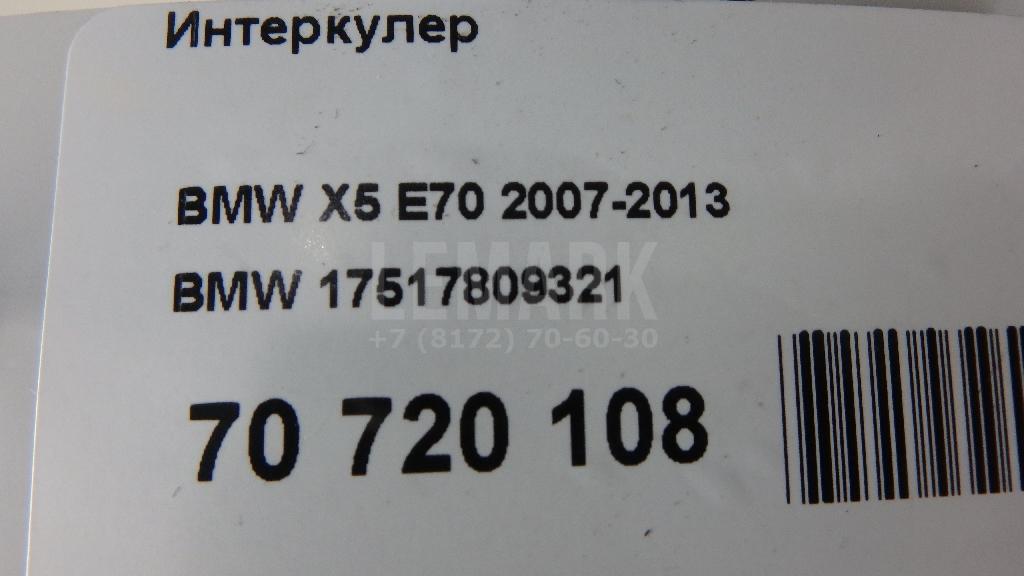 Интеркулер
BMW X5 E70 2007-2013
BMW 17517809321
LEMARK
+7 (8172) 70-60-30
70 720 108